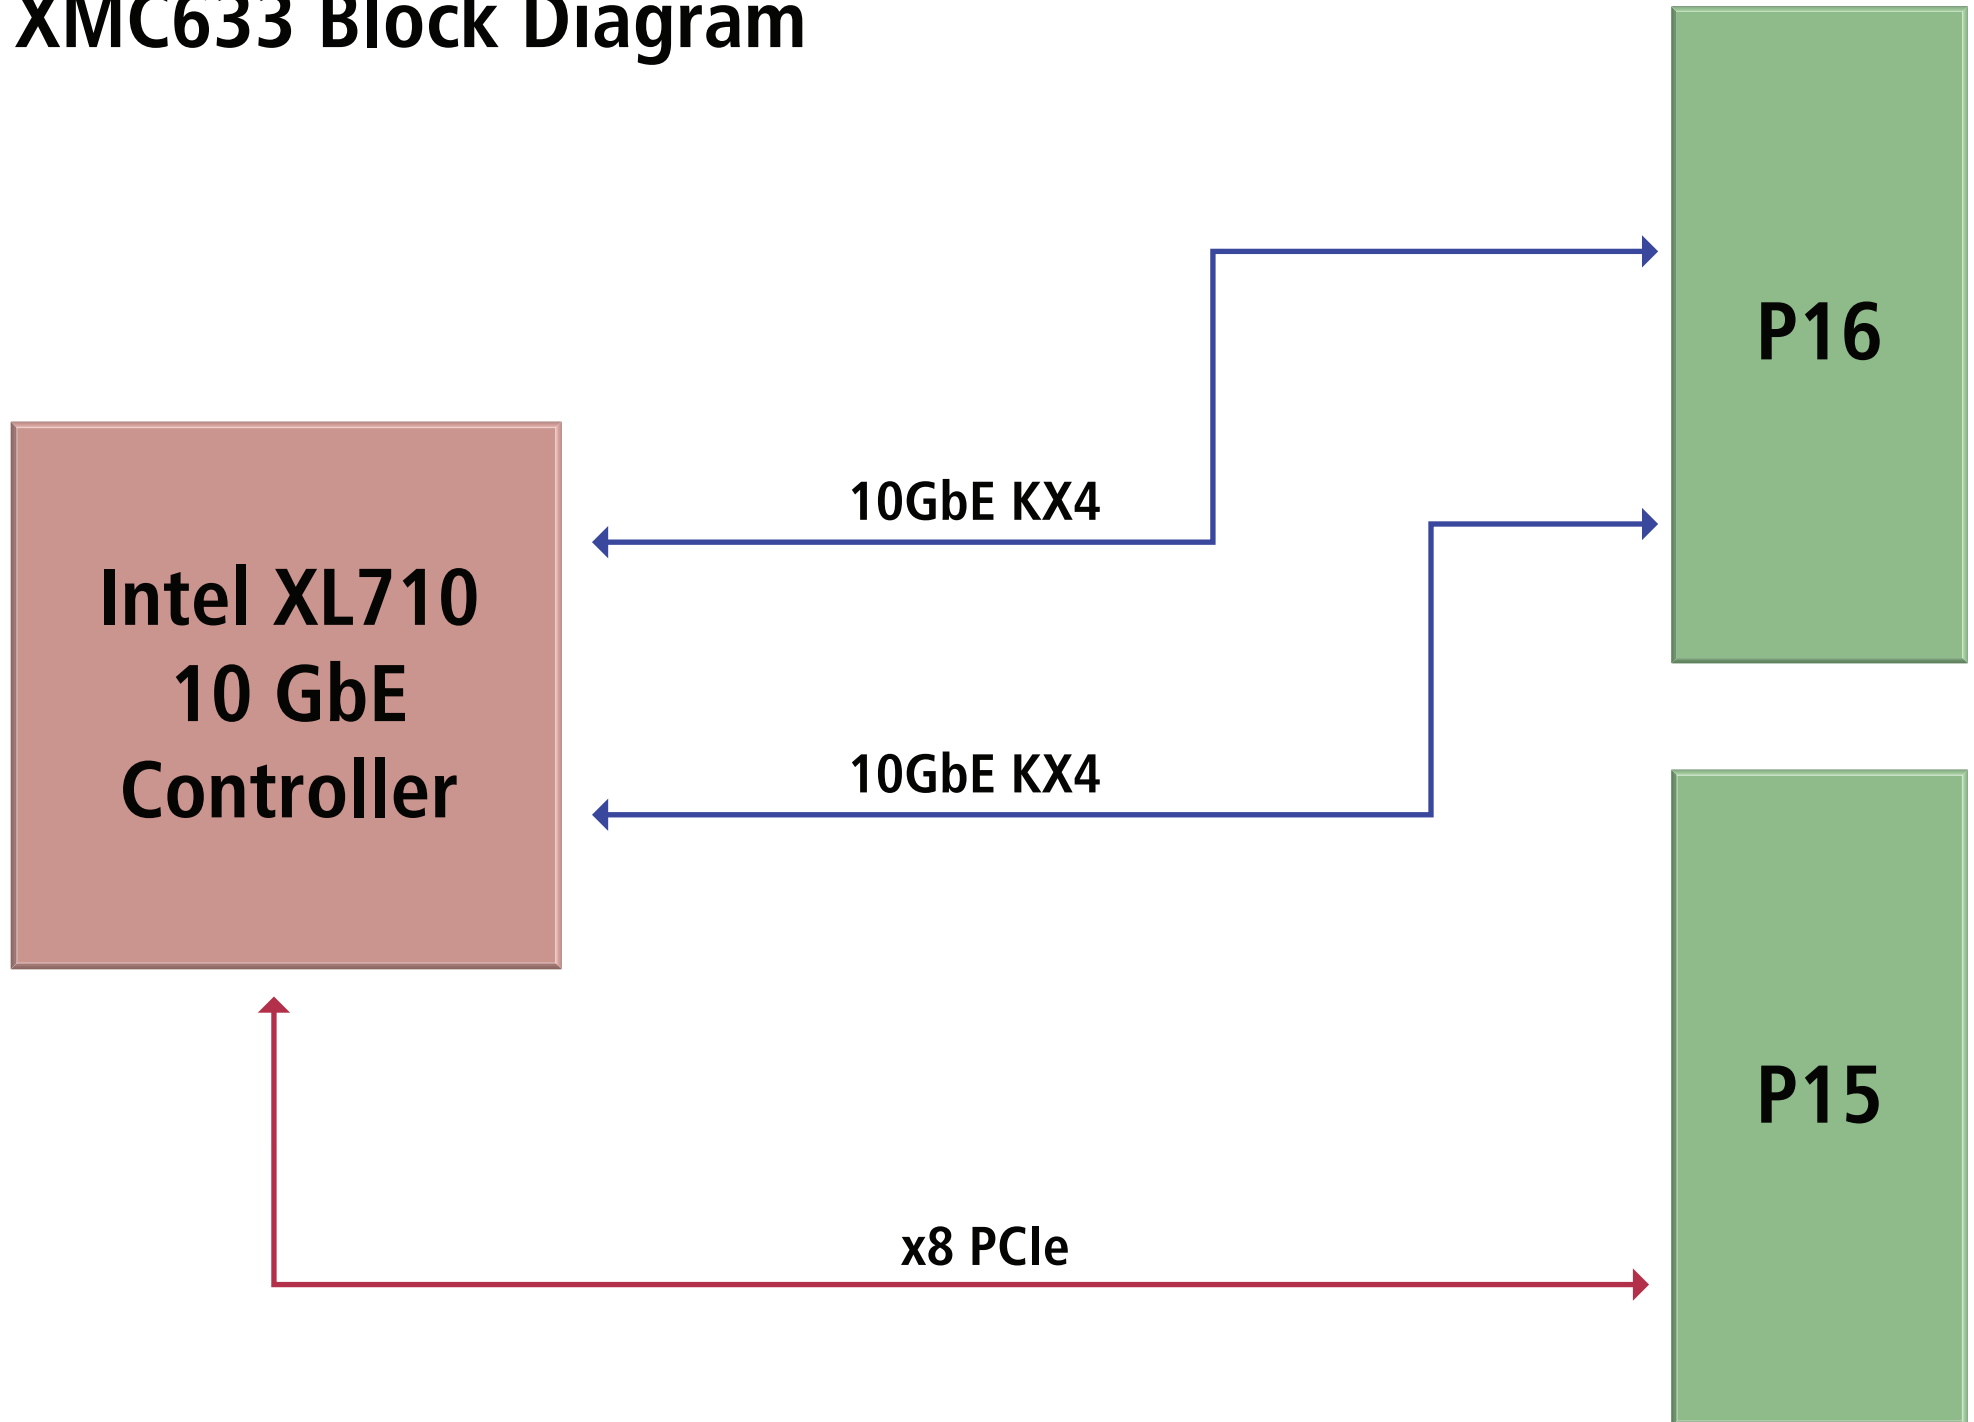 XMC633 Block Diagram
P16
10GbE KX4
Intel XL710
10 GbE
Controller
10GbE KX4
P15
x8 PCIe